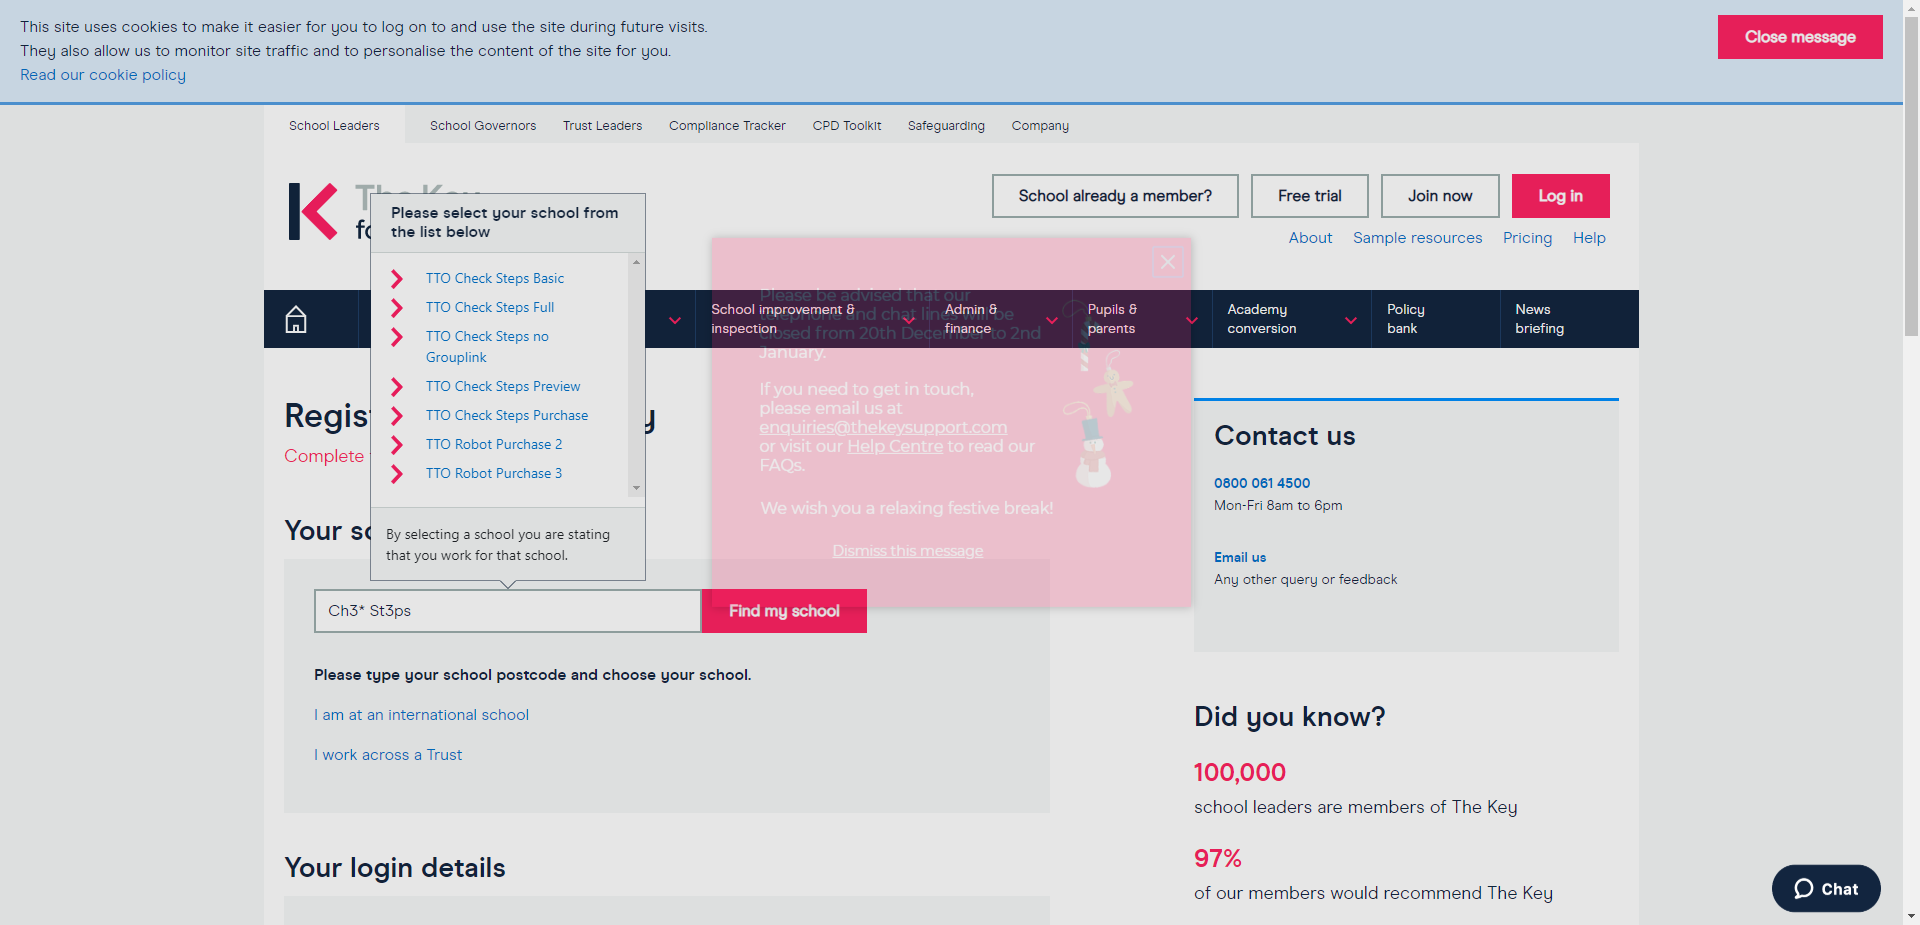 This site uses cookies to make it easier for you to log on to and use the site during future visits.
They also allow us to monitor site traffic and to personalise the content of the site for you.
Read our cookie policy
Close message
School Leaders
School Governors
Trust Leaders
Compliance Tracker
CPD Toolkit
Safeguarding
Company
The Key
School already a member?
Free trial
Join now
Log in
About
Sample resources
Pricing
Help
Please select your school from
the list below
TTO Check Steps Basic
TTO Check Steps Full
TTO Check Steps no
Grouplink
TTO Check Steps Preview
TTO Check Steps Purchase
TTO Robot Purchase 2
TTO Robot Purchase 3
By selecting a school you are stating
that you work for that school.
School improvement &
inspection
Admin &
finance
Pupils &
parents
Academy
conversion
Policy
bank
News
briefing
Please be advised that our
telephone and chat lines will be
closed from 20th December to 2nd
January.
If you need to get in touch,
please email us at
enquiries@thekeysupport.com
or visit our Help Centre to read our
FAQs.
We wish you a relaxing festive break!
Dismiss this message
Complete
Ch3* St3ps
Find my school
Please type your school postcode and choose your school.
I am at an international school
I work across a Trust
Your login details
Contact us
0800 061 4500
Mon-Fri 8am to 6pm
Email us
Any other query or feedback
Did you know?
100,000
school leaders are members of The Key
97%
of our members would recommend The Key
Chat